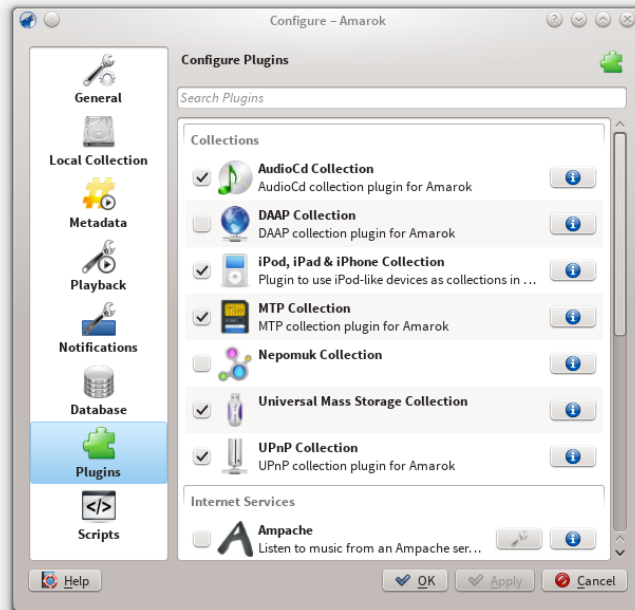 Configure – Amarok
General
Local Collection
Metadata
Playback
Notifications
Database
Plugins
</>
Scripts
Configure Plugins
Search Plugins
Collections
AudioCd Collection
AudioCd collection plugin for Amarok
DAAP Collection
DAAP collection plugin for Amarok
iPod, iPad & iPhone Collection
Plugin to use iPod-like devices as collections in ...
MTP Collection
MTP collection plugin for Amarok
Nepomuk Collection
Universal Mass Storage Collection
UPnP Collection
UPnP collection plugin for Amarok
Internet Services
Ampache
Listen to music from an Ampache ser...
Help
OK
Apply
Cancel